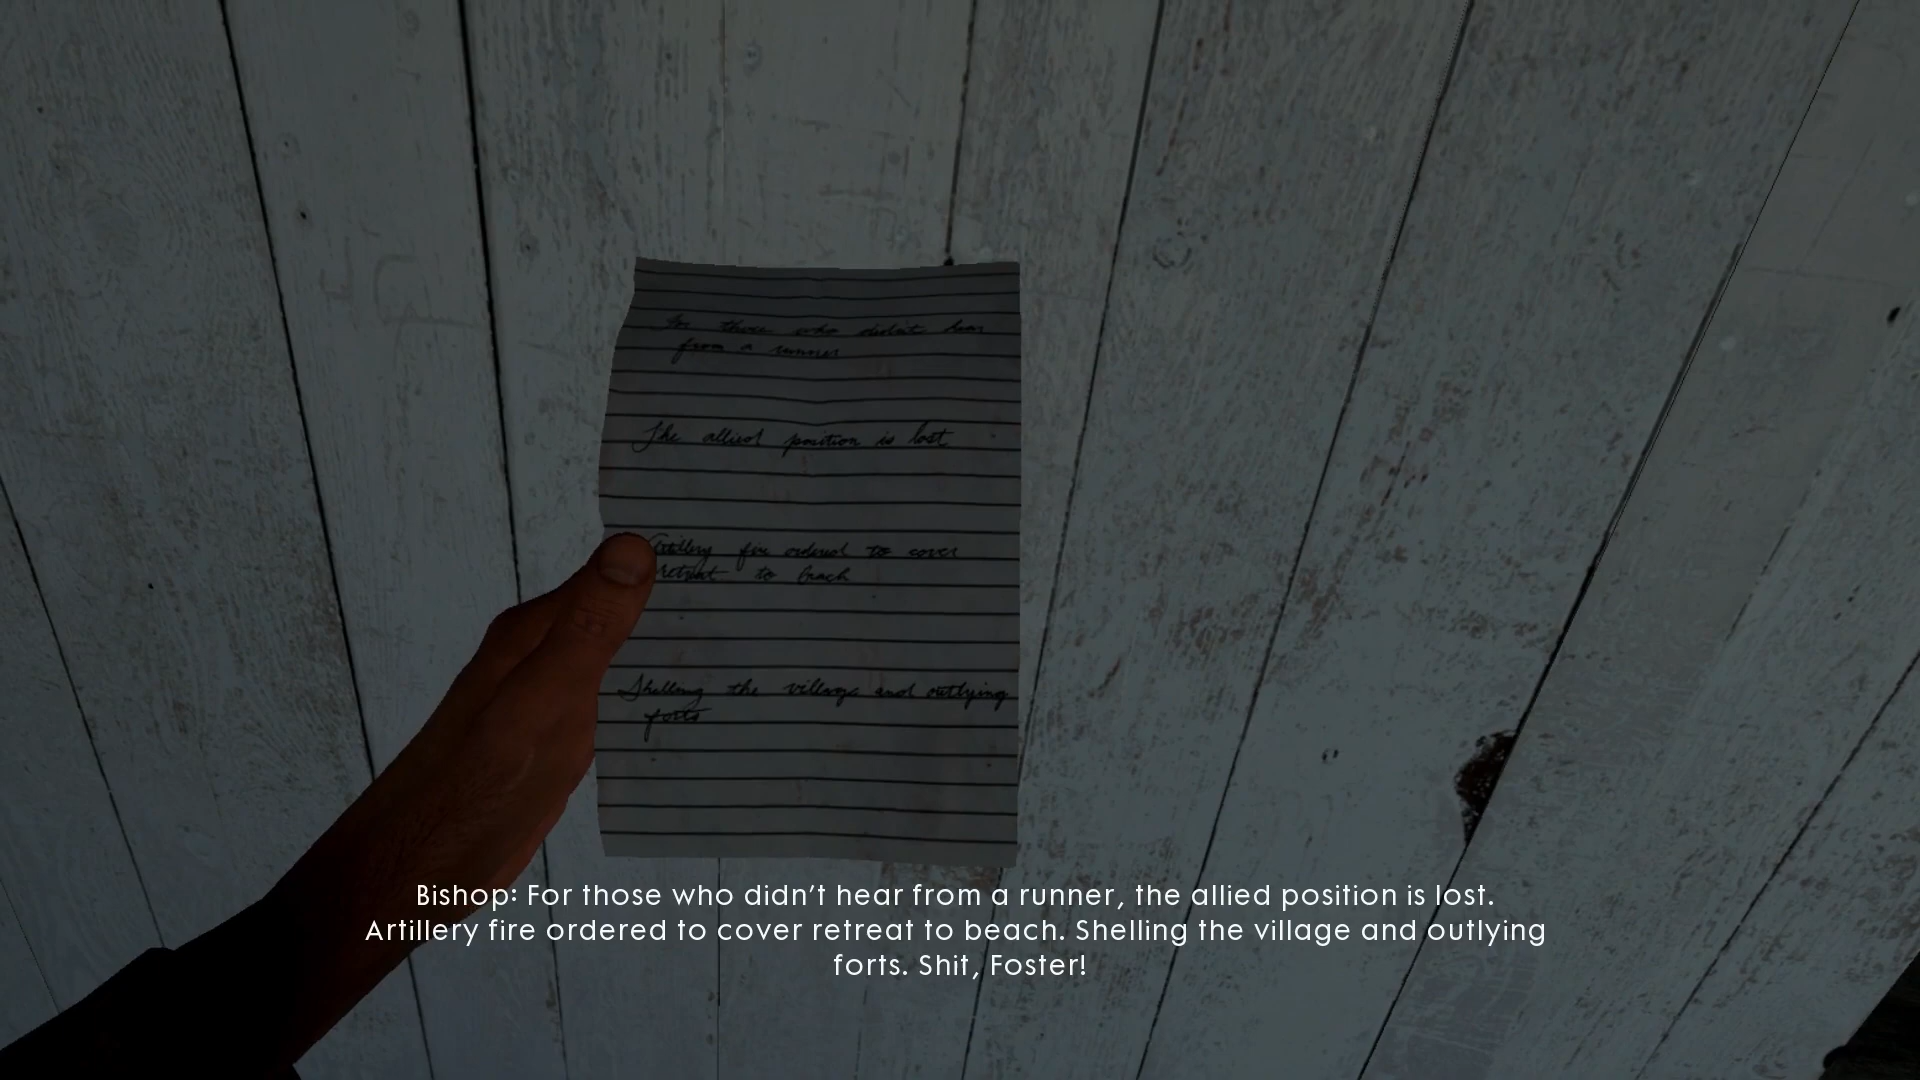 For those who didn't hear
from a runner
The allied position is lost
Artillery fire ordered to cover
retreat to beach
Shelling the village and outlying
forts
Bishop: For those who didn’t hear from a runner, the allied position is lost.
Artillery fire ordered to cover retreat to beach. Shelling the village and outlying
forts. Shit, Foster!